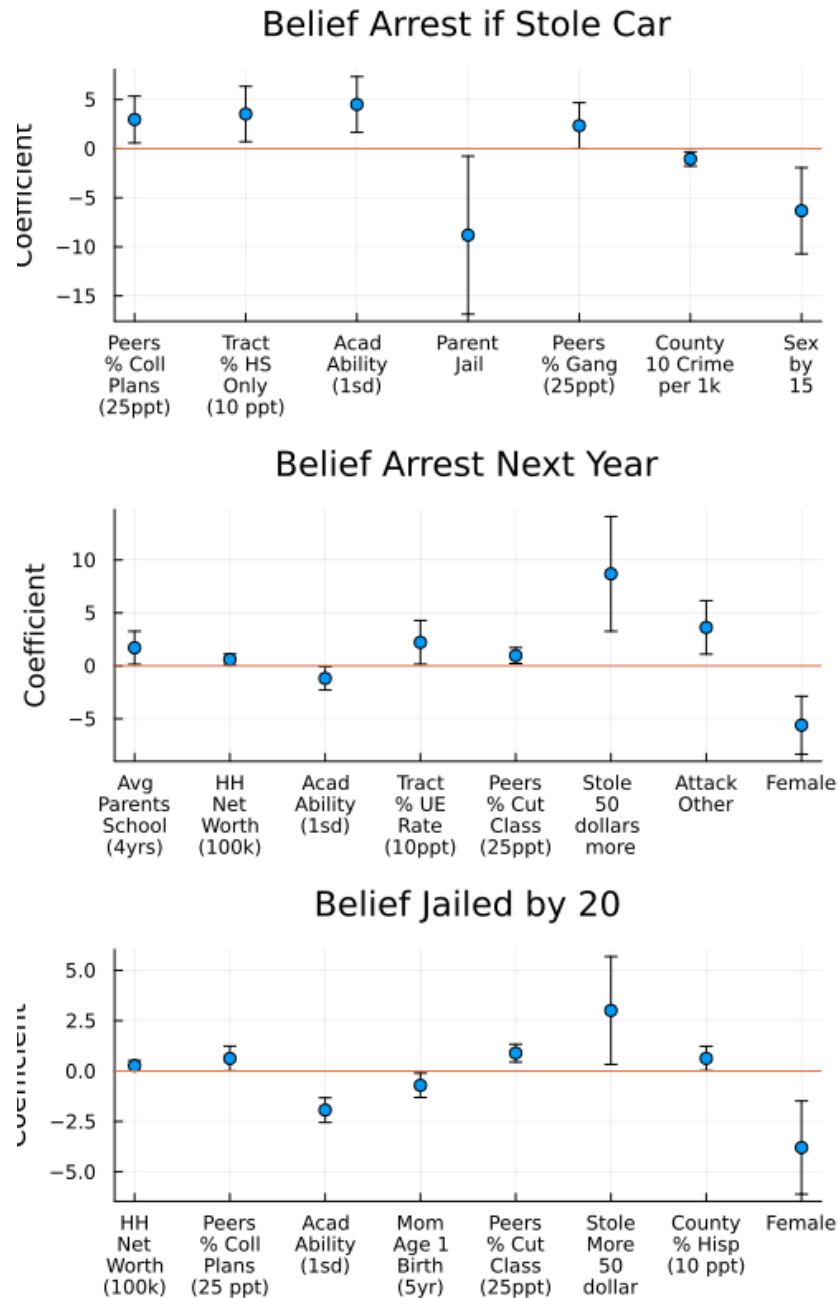 Belief Arrest if Stole Car
Coefficient
5
0
−5
−10
−15
Peers % Coll Plans (25ppt)
Tract % HS Only (10 ppt)
Acad Ability (1sd)
Parent Jail
Peers % Gang (25ppt)
County 10 Crime per 1k
Sex by 15
Belief Arrest Next Year
Coefficient
10
5
0
−5
Avg Parents School (4yrs)
HH Net Worth (100k)
Acad Ability (1sd)
Tract % UE Rate (10ppt)
Peers % Cut Class (25ppt)
Stole 50 dollars more
Attack Other
Female
Belief Jailed by 20
Coefficient
5.0
2.5
0.0
−2.5
−5.0
HH Net Worth (100k)
Peers % Coll Plans (25 ppt)
Acad Ability (1sd)
Mom Age 1 Birth (5yr)
Peers % Cut Class (25ppt)
Stole More 50 dollar
County % Hisp (10 ppt)
Female